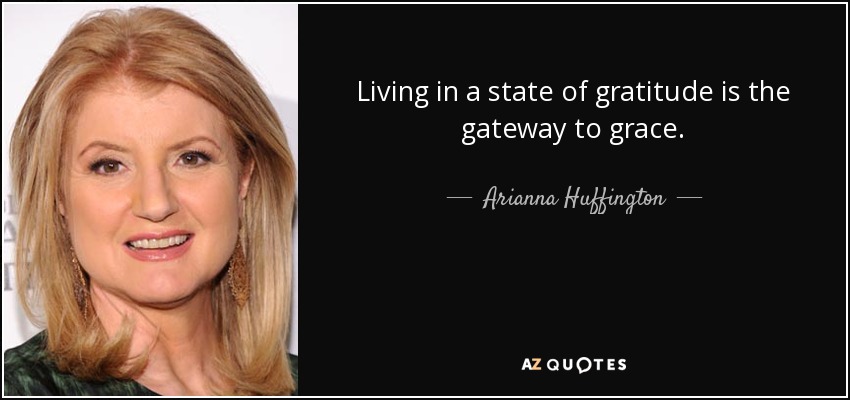 Living in a state of gratitude is the
gateway to grace.
Arianna Huffington
AZ QUOTES